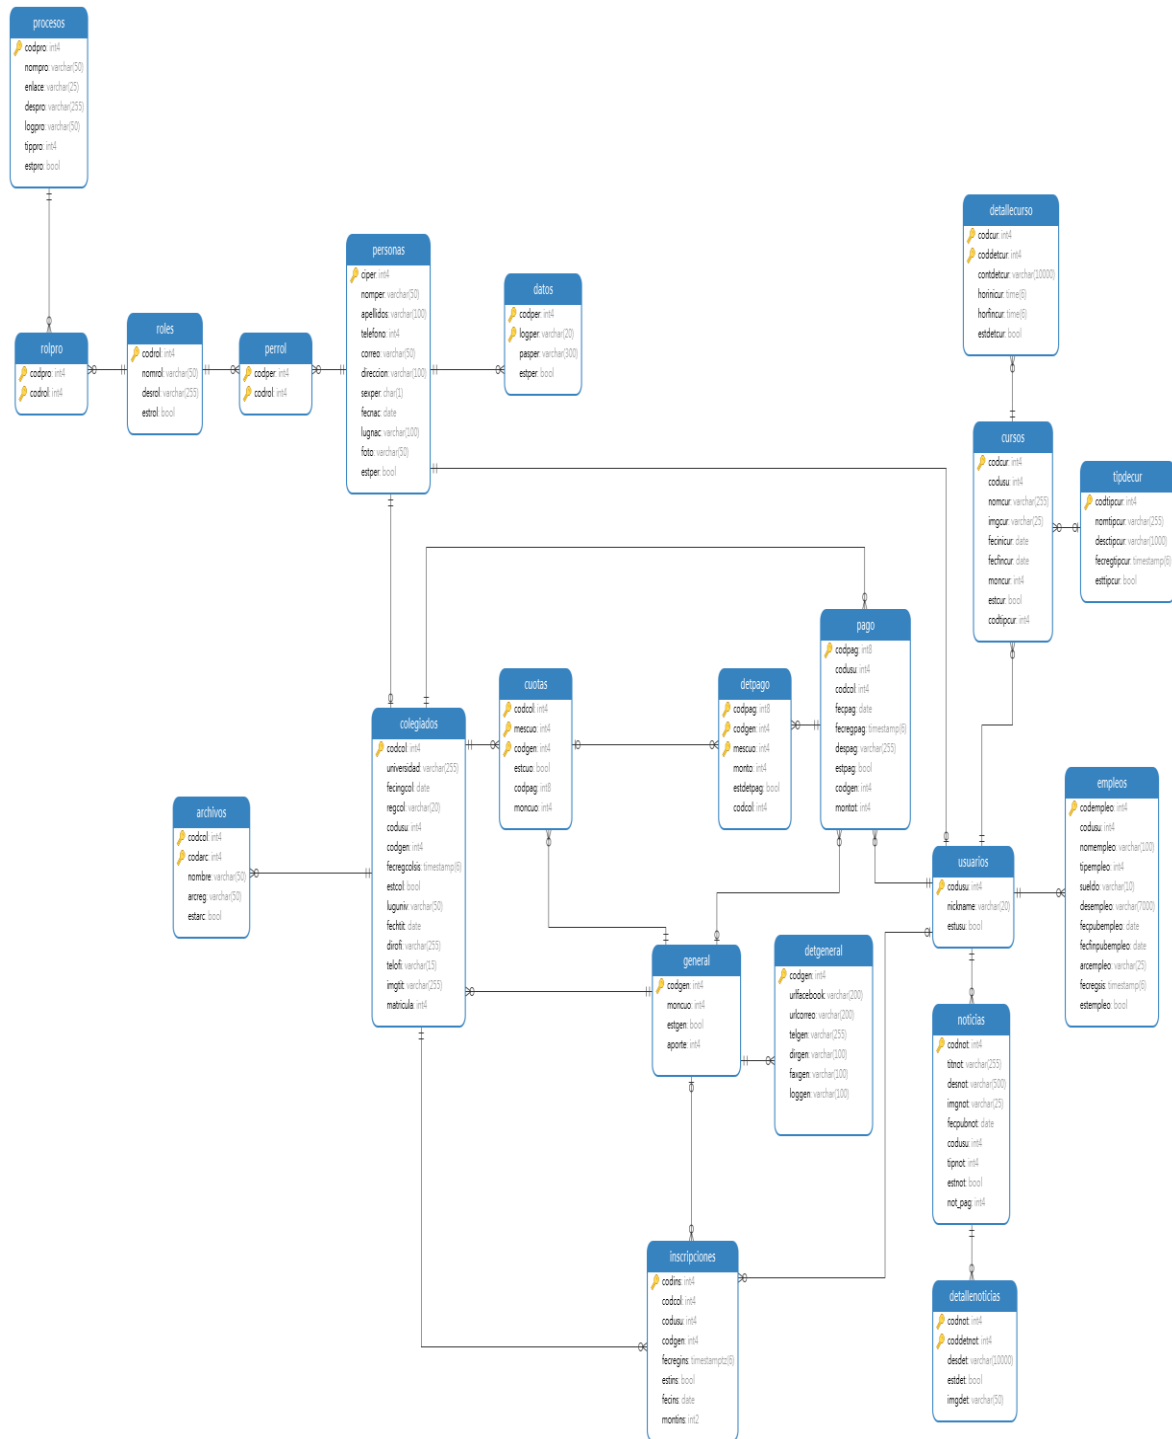 procesos
codpro: int4
nompro: varchar(50)
enlace: varchar(25)
despro: varchar(255)
logpro: varchar(50)
tippro: int4
estpro: bool
rolpro
codpro: int4
codrol: int4
roles
codrol: int4
nomrol: varchar(50)
desrol: varchar(255)
estrol: bool
perrol
codper: int4
codrol: int4
personas
ciper: int4
nomper: varchar(50)
apellidos: varchar(100)
telefono: int4
correo: varchar(50)
direccion: varchar(100)
sexper: char(1)
fecnac: date
lugnac: varchar(100)
foto: varchar(50)
estper: bool
datos
codper: int4
logper: varchar(20)
pasper: varchar(300)
estper: bool
detallecurso
codcur: int4
coddetcur: int4
contdetcur: varchar(10000)
horinicur: time(6)
horfincur: time(6)
estdetcur: bool
cursos
codcur: int4
codusu: int4
nomcur: varchar(255)
imgcur: varchar(25)
fecinicur: date
fecfincur: date
moncur: int4
estcur: bool
codtipcur: int4
tipdecur
codtipcur: int4
nomtipcur: varchar(255)
desctipcur: varchar(1000)
fecregtipcur: timestamp(6)
esttipcur: bool
pago
codpag: int8
codusu: int4
codcol: int4
fecpag: date
fecregpag: timestamp(6)
despag: varchar(255)
estpag: bool
codgen: int4
montot: int4
cuotas
codcol: int4
mescuo: int4
codgen: int4
estcuo: bool
codpag: int8
moncuo: int4
detpago
codpag: int8
codgen: int4
mescuo: int4
monto: int4
estdetpag: bool
codcol: int4
colegiados
codcol: int4
universidad: varchar(255)
fecingcol: date
regcol: varchar(20)
codusu: int4
codgen: int4
fecregcolsis: timestamp(6)
estcol: bool
luguniv: varchar(50)
fechtit: date
dirofi: varchar(255)
telofi: varchar(15)
imgtit: varchar(255)
matricula: int4
archivos
codcol: int4
codarc: int4
nombre: varchar(50)
arcreg: varchar(50)
estarc: bool
empleos
codempleo: int4
codusu: int4
nomempleo: varchar(100)
tipempleo: int4
sueldo: varchar(10)
desempleo: varchar(7000)
fecpubempleo: date
fecfinpubempleo: date
arcempleo: varchar(25)
fecregsis: timestamp(6)
estempleo: bool
usuarios
codusu: int4
nickname: varchar(20)
estusu: bool
general
codgen: int4
moncuo: int4
estgen: bool
aporte: int4
detgeneral
codgen: int4
urlfacebook: varchar(200)
urlcorreo: varchar(200)
telgen: varchar(255)
dirgen: varchar(100)
faxgen: varchar(100)
loggen: varchar(100)
noticias
codnot: int4
titnot: varchar(255)
desnot: varchar(500)
imgnot: varchar(25)
fecpubnot: date
codusu: int4
tipnot: int4
estnot: bool
not_pag: int4
inscripciones
codins: int4
codcol: int4
codusu: int4
codgen: int4
fecregins: timestamptz(6)
estins: bool
fecins: date
montins: int2
detallenoticias
codnot: int4
coddetnot: int4
desdet: varchar(10000)
estdet: bool
imgdet: varchar(50)